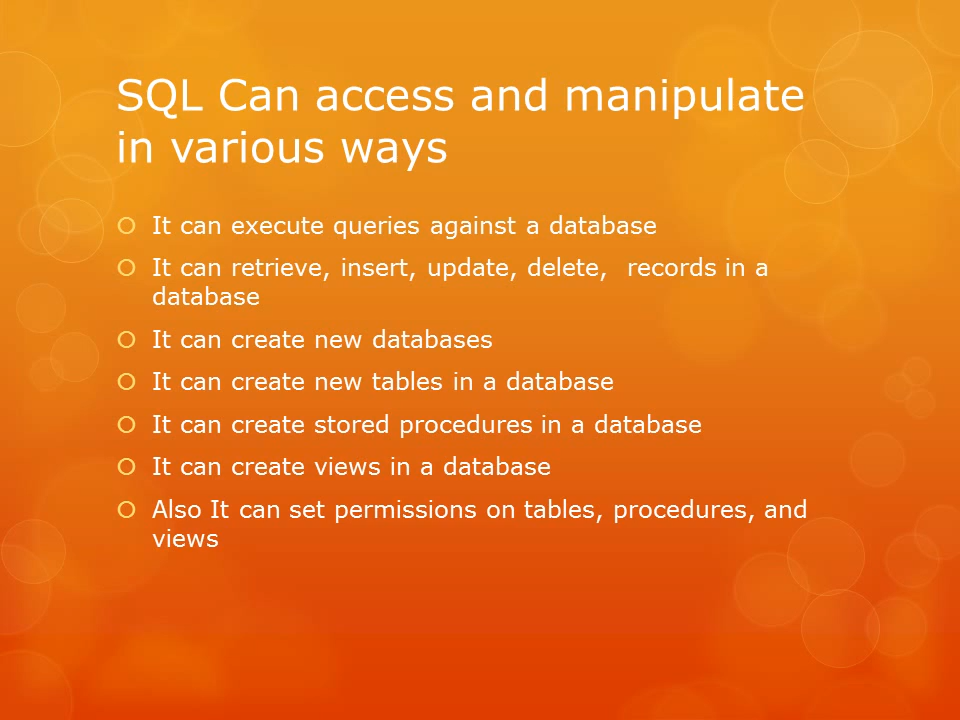 SQL Can access and manipulate
in various ways
It can execute queries against a database
It can retrieve, insert, update, delete,  records in a
database
It can create new databases
It can create new tables in a database
It can create stored procedures in a database
It can create views in a database
Also It can set permissions on tables, procedures, and
views